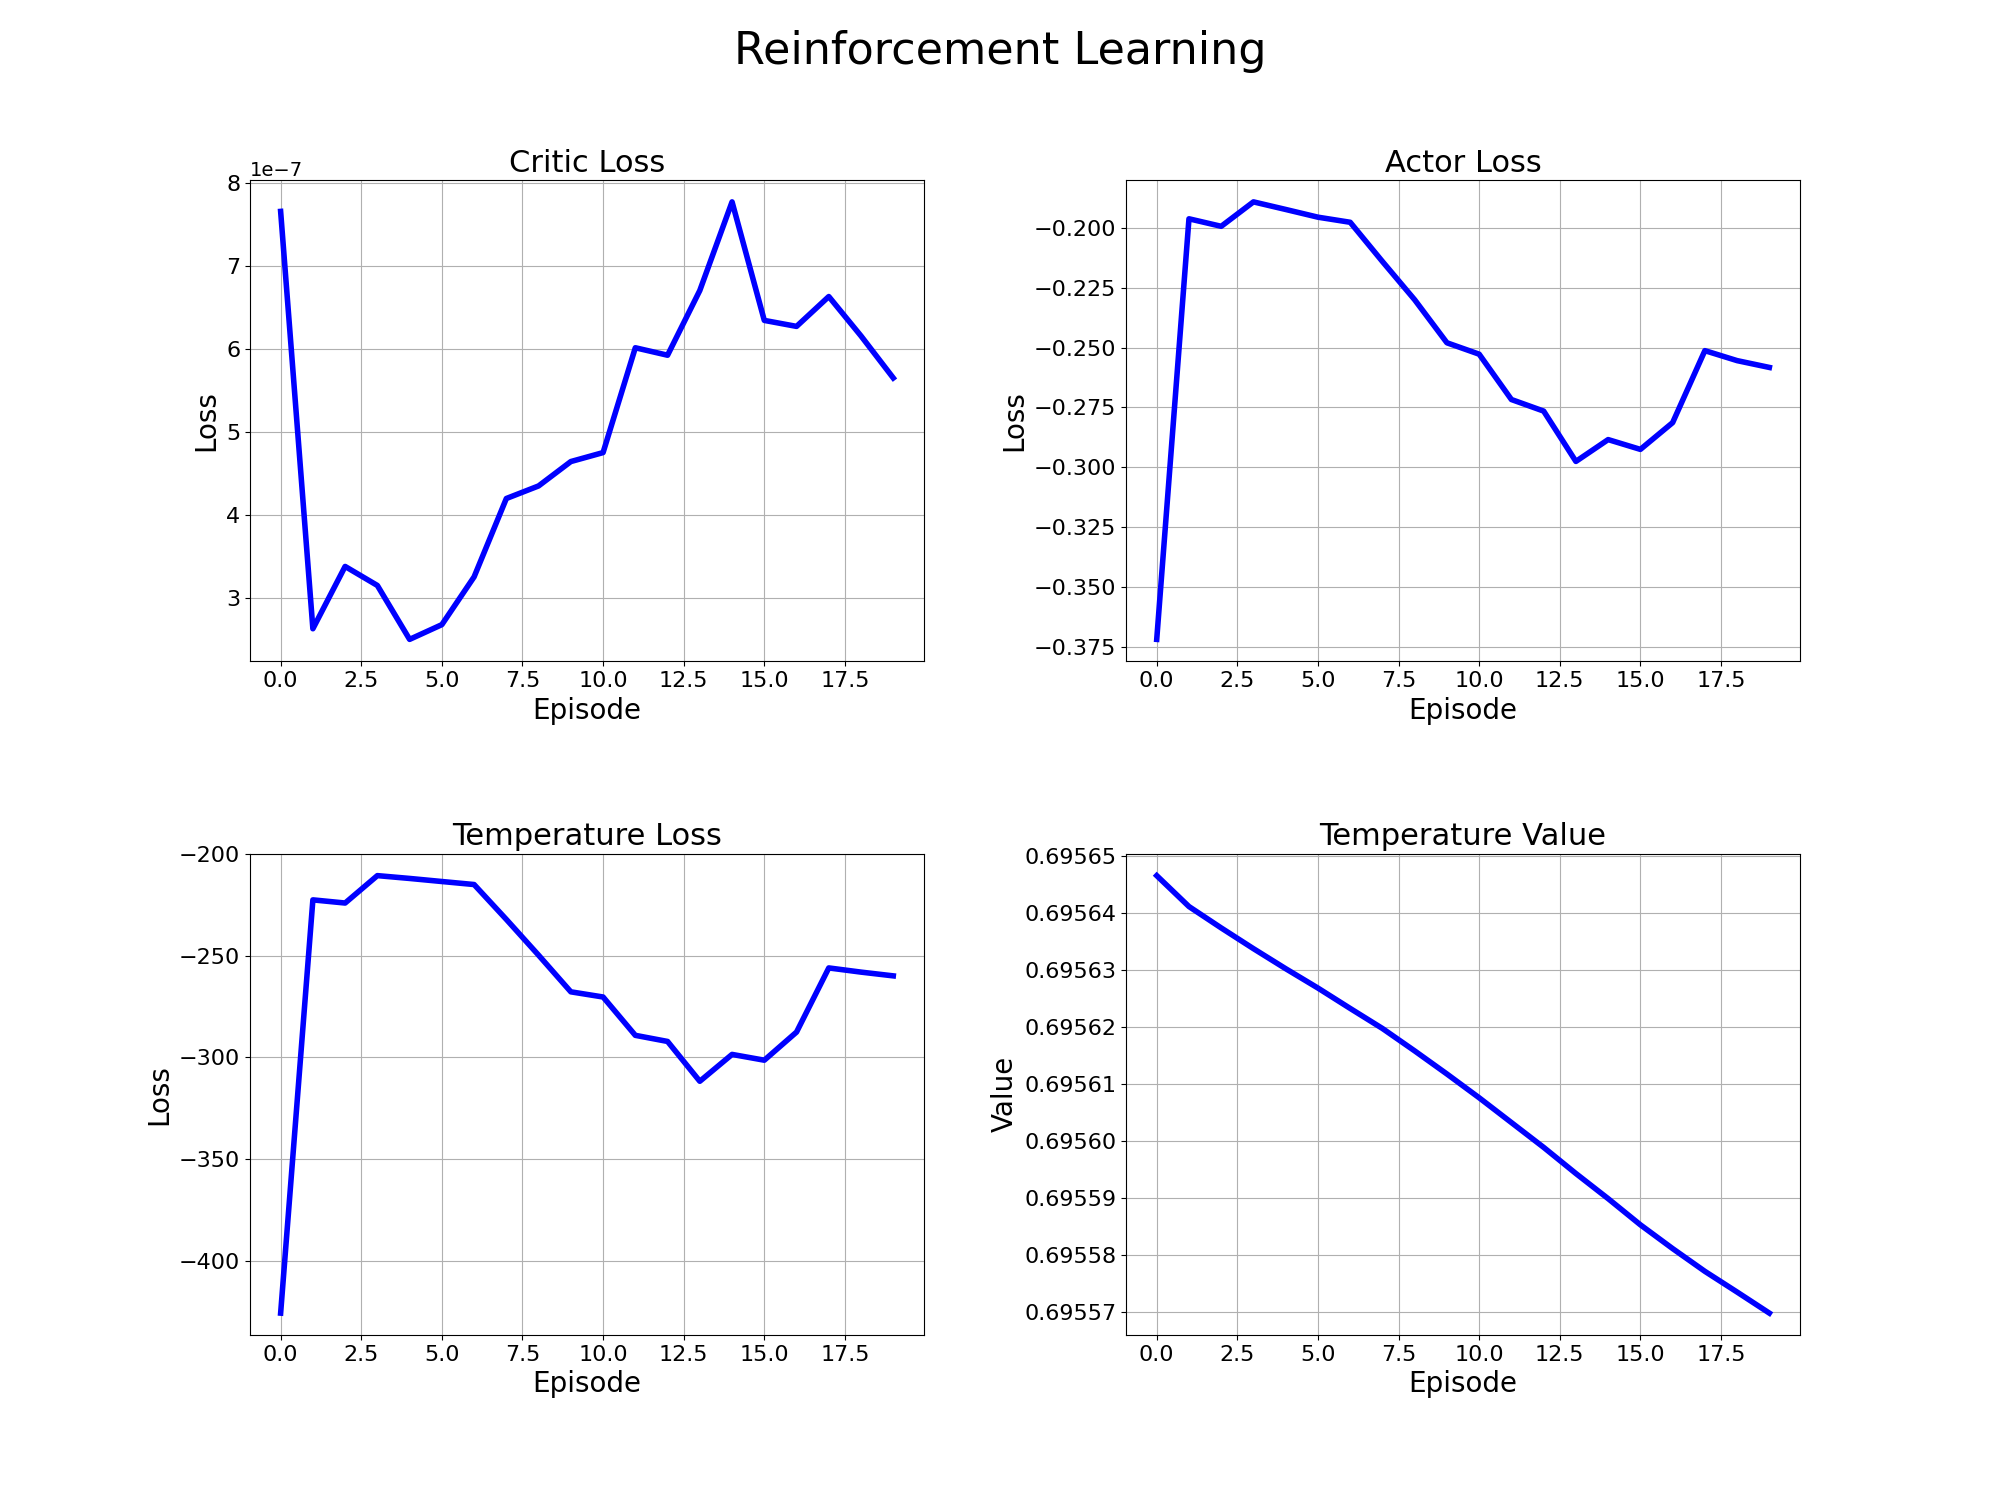 Reinforcement Learning
Critic Loss
1e−7
8
7
6
5
4
3
Loss
0.0 2.5 5.0 7.5 10.0 12.5 15.0 17.5
Episode
Actor Loss
−0.200
−0.225
−0.250
−0.275
−0.300
−0.325
−0.350
−0.375
Loss
0.0 2.5 5.0 7.5 10.0 12.5 15.0 17.5
Episode
Temperature Loss
−200
−250
−300
−350
−400
Loss
0.0 2.5 5.0 7.5 10.0 12.5 15.0 17.5
Episode
Temperature Value
0.69565
0.69564
0.69563
0.69562
0.69561
0.69560
0.69559
0.69558
0.69557
Value
0.0 2.5 5.0 7.5 10.0 12.5 15.0 17.5
Episode